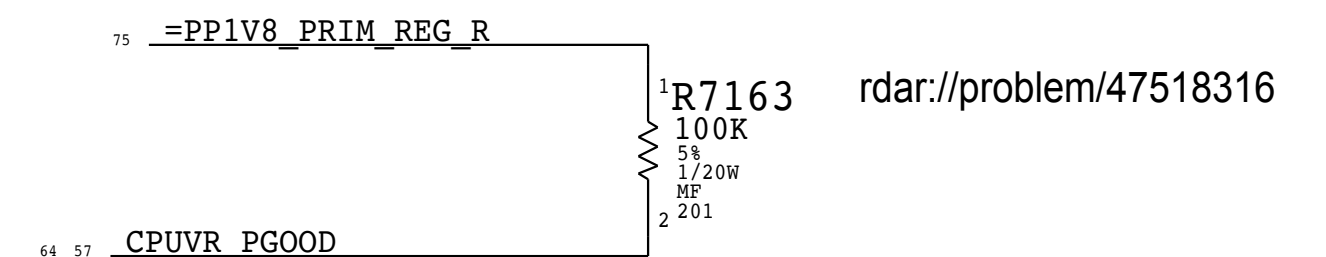 75 =PP1V8_PRIM_REG_R
1
R7163
100K
5%
1/20W
MF
201
2
rdar://problem/47518316
64 57 CPUVR_PGOOD